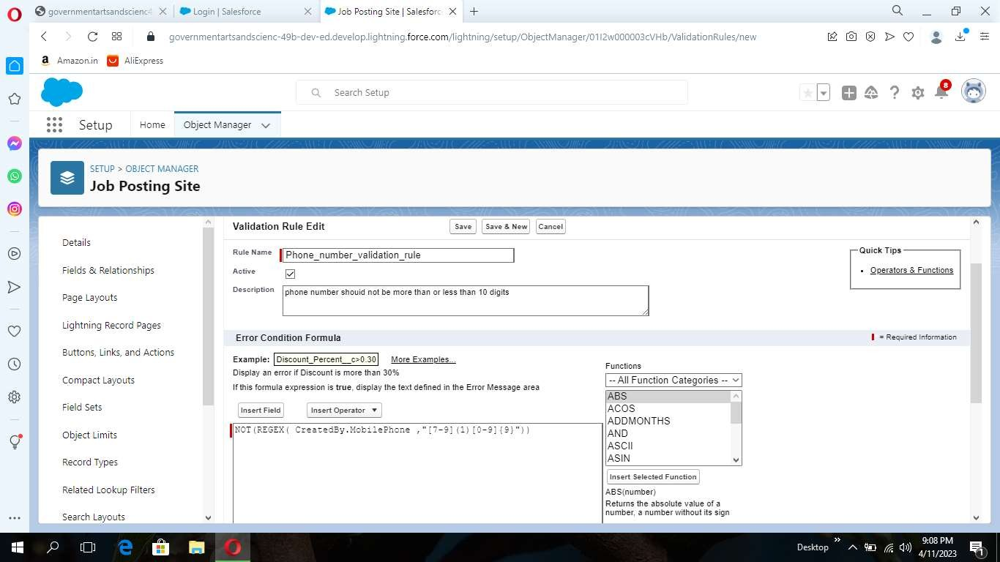 governmentartsandscienc4
Login | Salesforce
Job Posting Site | Salesforc
governmentartsandscienc-49b-dev-ed.develop.lightning.force.com/lightning/setup/ObjectManager/01I2w000003cVHb/ValidationRules/new
Amazon.in
AliExpress
Search Setup
8
Setup
Home
Object Manager
SETUP > OBJECT MANAGER
Job Posting Site
Details
Fields & Relationships
Page Layouts
Lightning Record Pages
Buttons, Links, and Actions
Compact Layouts
Field Sets
Object Limits
Record Types
Related Lookup Filters
Search Layouts
Validation Rule Edit
Save
Save & New
Cancel
Rule Name
Phone_number_validation_rule
Active
Description
phone number shouid not be more than or less than 10 digits
Quick Tips
• Operators & Functions
Error Condition Formula
= Required Information
Example:
Discount_Percent__c>0.30
More Examples...
Display an error if Discount is more than 30%
If this formula expression is true, display the text defined in the Error Message area
Insert Field
Insert Operator
NOT(REGEX( CreatedBy.MobilePhone ,"[7-9](1)[0-9]{9}"))
Functions
-- All Function Categories --
ABS
ACOS
ADDMONTHS
AND
ASCII
ASIN
Insert Selected Function
ABS(number)
Returns the absolute value of a
number, a number without its sign
Desktop
9:08 PM
4/11/2023
1